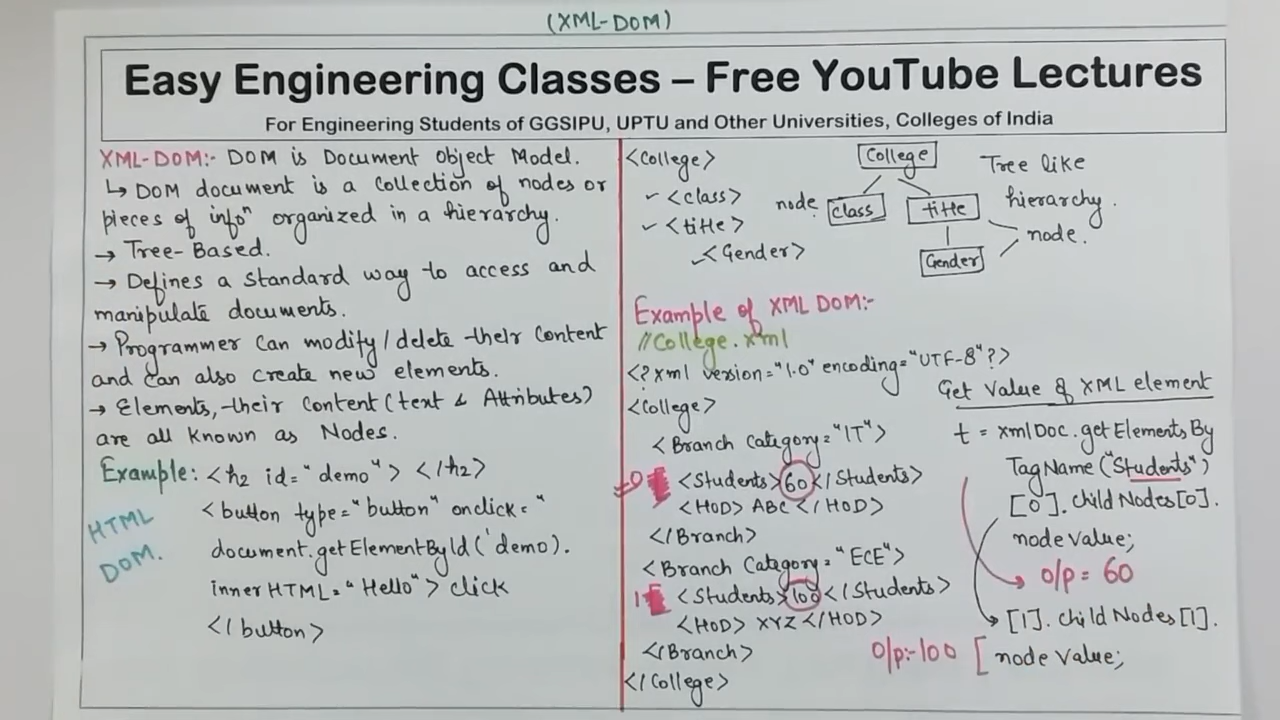 (XML-DOM)
Easy Engineering Classes – Free YouTube Lectures
For Engineering Students of GGSIPU, UPTU and Other Universities, Colleges of India
XML-DOM:- DOM is Document Object Model.
↳ DOM document is a collection of nodes or
pieces of infoⁿ organized in a hierarchy.
→ Tree-Based.
→ Defines a standard way to access and
manipulate documents.
→ Programmer can modify/delete their content
and can also create new elements.
→ Elements, their content (text & Attributes)
are all known as Nodes.
Example: <h2 id="demo"> </h2>
<button type="button" onclick="
document.getElementById('demo).
innerHTML="Hello"> click
</button>
HTML
DOM.
<College>
✓ <class>
✓ <title>
✓ <Gender>
College
node class title
Gender
Tree like
hierarchy.
node.
Example of XML DOM:-
//College.xml
<?xml version="1.0" encoding="UTF-8"?>
<College>
<Branch Category="IT">
0 <Students>60</Students>
<HOD> ABC </HOD>
</Branch>
<Branch Category="ECE">
1 <Students>100</Students>
<HOD> XYZ </HOD>
</Branch>
</College>
Get Value of XML element
t = xmlDoc.getElementsBy
TagName("Students")
[0].childNodes[0].
nodeValue;
o/p = 60
[1].childNodes[1].
nodeValue;
o/p:-100